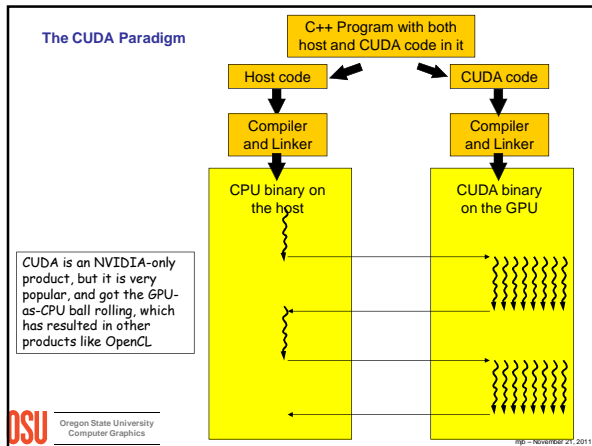 The CUDA Paradigm
C++ Program with both
host and CUDA code in it
Host code
CUDA code
Compiler
and Linker
Compiler
and Linker
CPU binary on
the host
CUDA binary
on the GPU
CUDA is an NVIDIA-only
product, but it is very
popular, and got the GPU-
as-CPU ball rolling, which
has resulted in other
products like OpenCL
OSU
Oregon State University
Computer Graphics
mjb – November 21, 2011